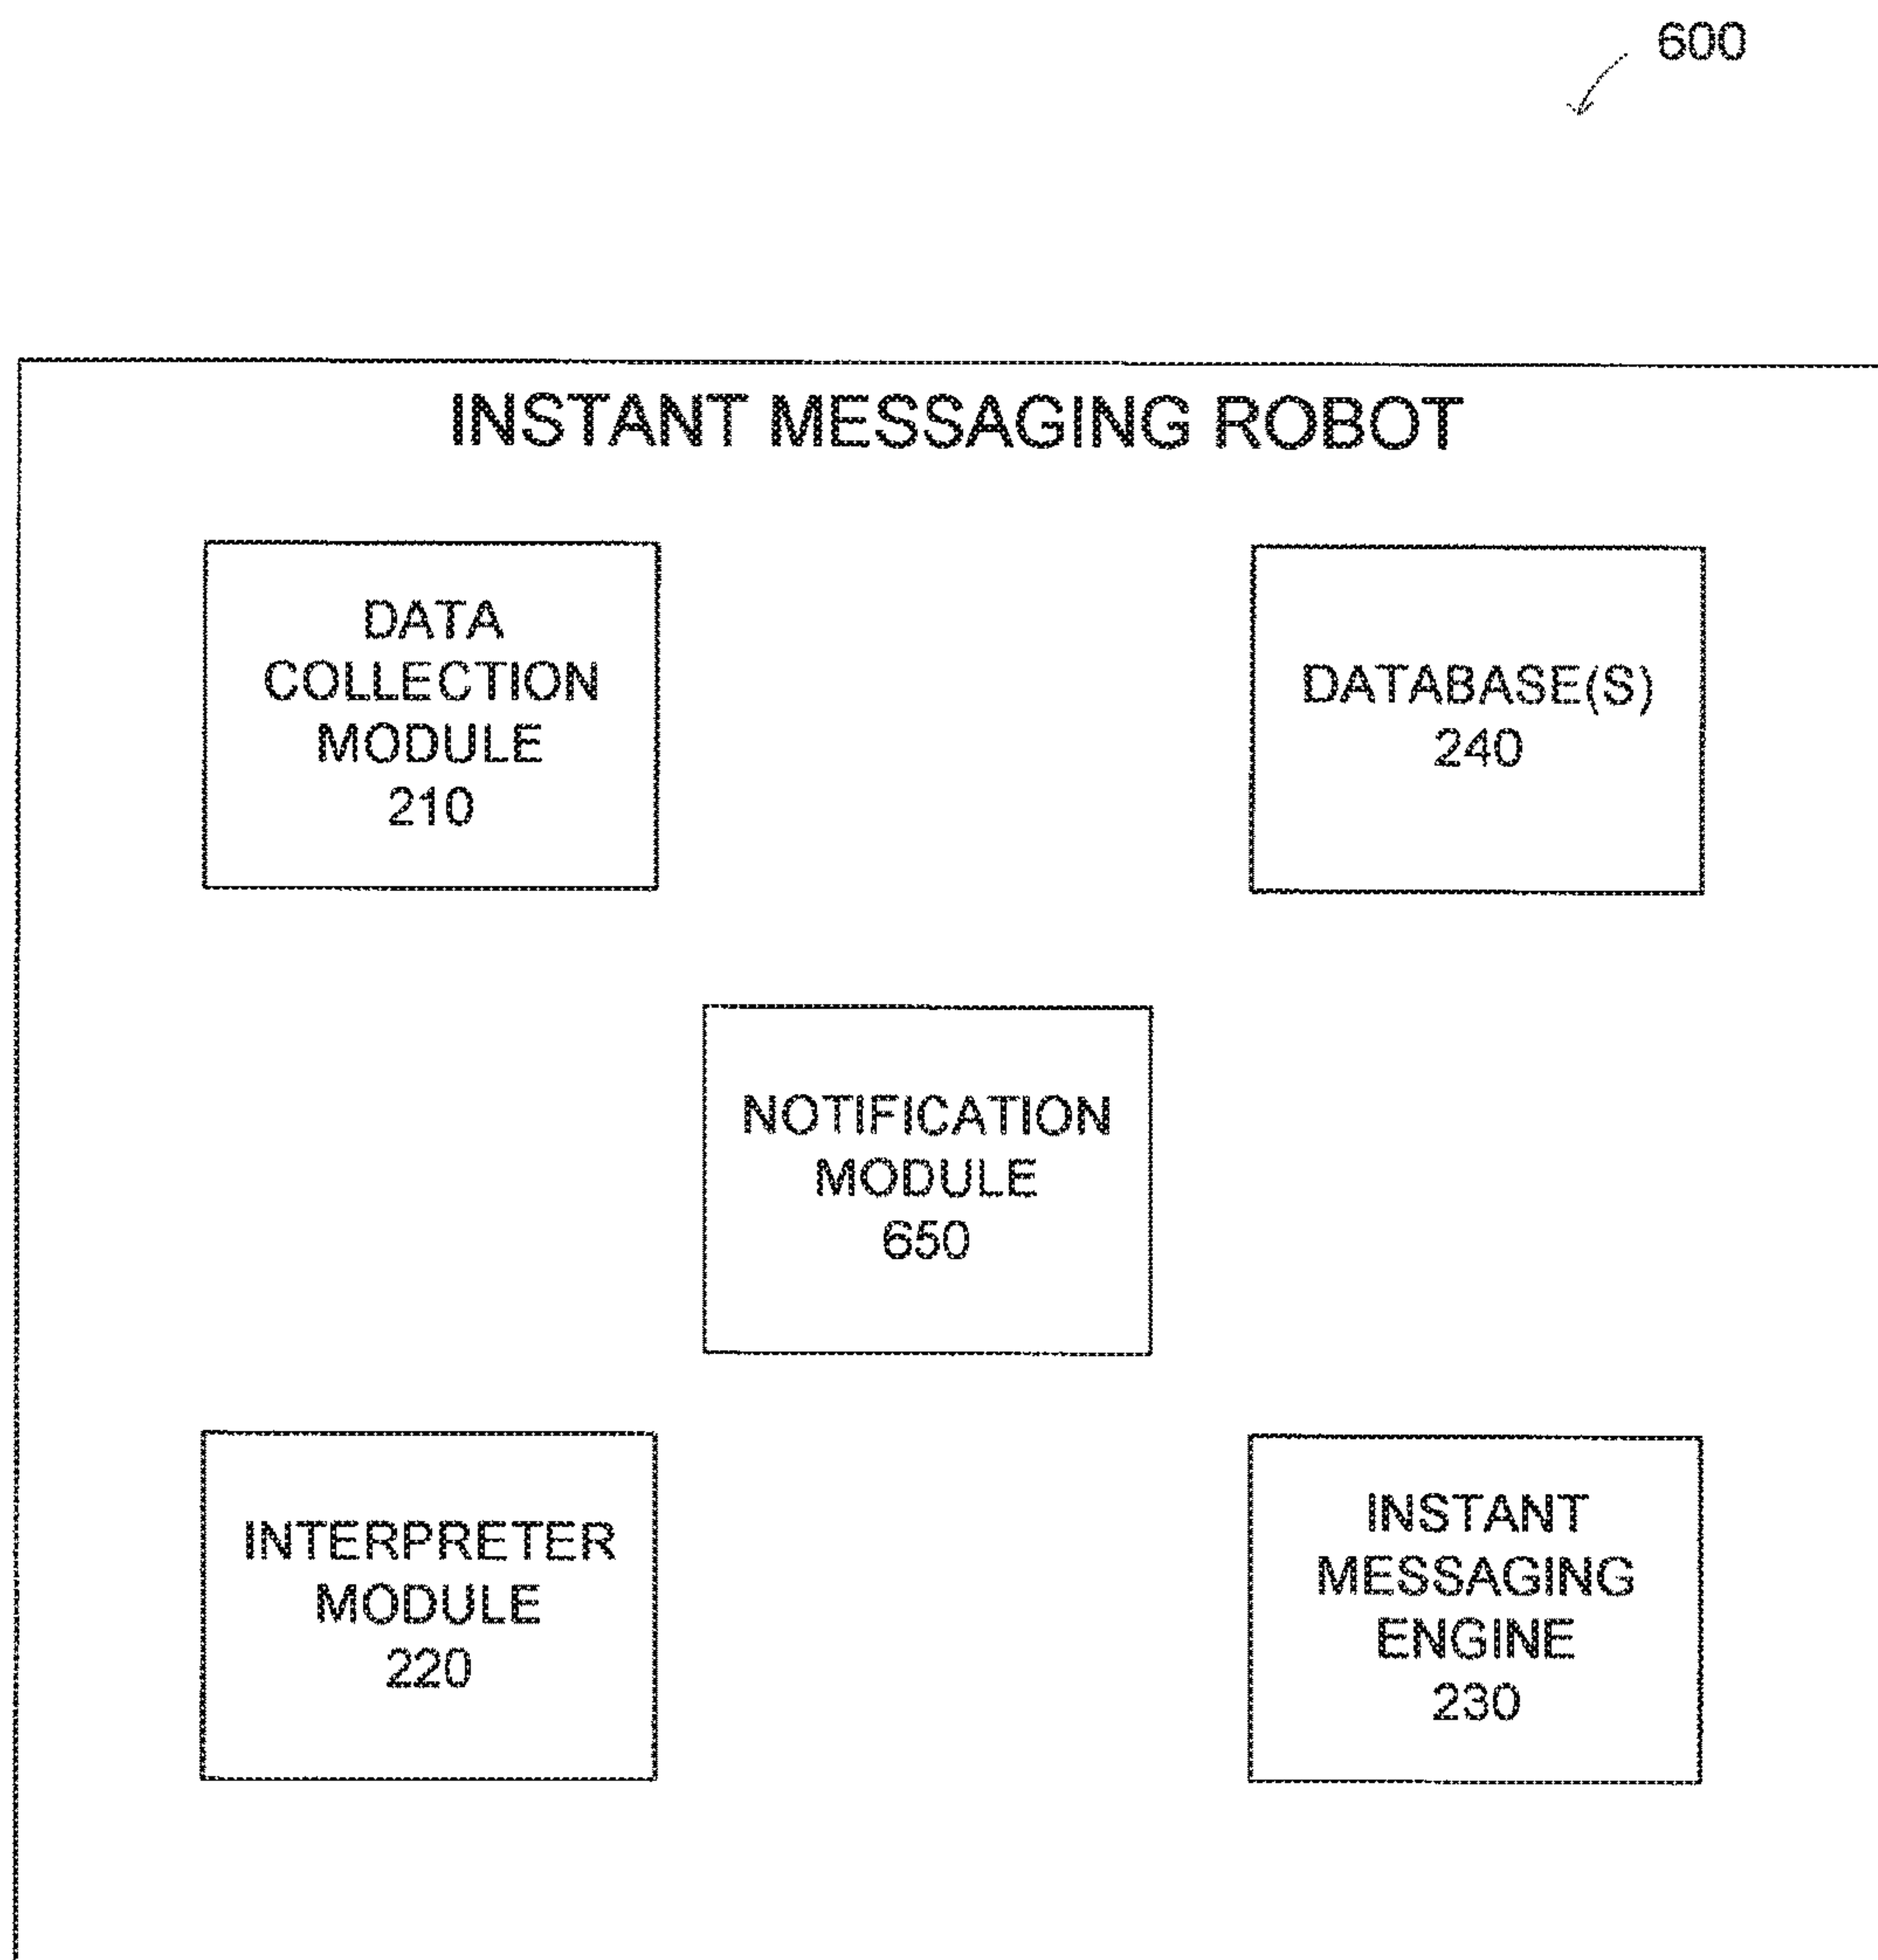 600
INSTANT MESSAGING ROBOT
DATA
COLLECTION
MODULE
210
DATABASE(S)
240
NOTIFICATION
MODULE
650
INTERPRETER
MODULE
220
INSTANT
MESSAGING
ENGINE
230